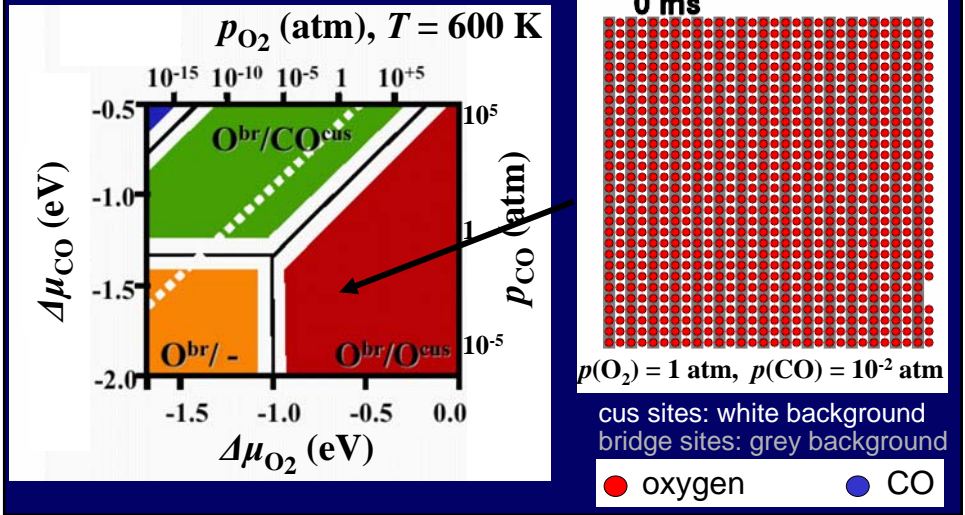 p_O₂ (atm), T = 600 K
10⁻¹⁵ 10⁻¹⁰ 10⁻⁵ 1 10⁺⁵
-0.5
-1.0
-1.5
-2.0
Δμ_CO (eV)
O^br/CO^cus
O^br/ -
O^br/O^cus
10⁵
1
10⁻⁵
p_CO (atm)
-1.5 -1.0 -0.5 0.0
Δμ_O₂ (eV)
0 ms
p(O₂) = 1 atm, p(CO) = 10⁻² atm
cus sites: white background
bridge sites: grey background
oxygen CO